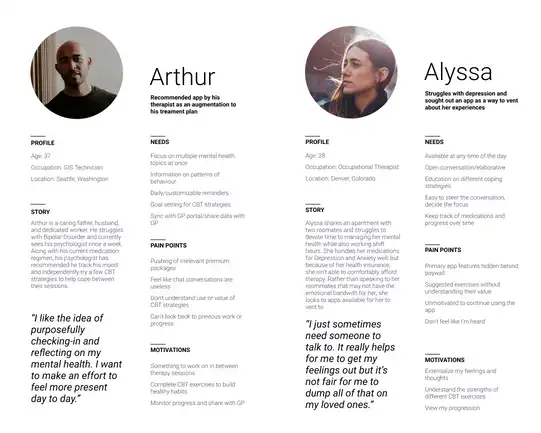 Arthur
Recommended app by his
therapist as an augmentation to
his treament plan
PROFILE
Age: 37
Occupation: GIS Technician
Location: Seattle, Washington
STORY
Arthur is a caring father, husband,
and dedicated worker. He struggles
with Bipolar Disorder and currently
sees his psychologist once a week.
Along with his current medication
regimen, his psychologist has
recommended he track his mood
and independently try a few CBT
strategies to help cope between
their sessions.
“I like the idea of
purposefully
checking-in and
reflecting on my
mental health. I want
to make an effort to
feel more present
day to day.”
NEEDS
Focus on multiple mental health
topics at once
Information on patterns of
behaviour
Daily/customizable reminders
Goal setting for CBT strategies
Sync with GP portal/share data with
GP
PAIN POINTS
Pushing of irrelevant premium
packages
Feel like chat conversations are
useless
Don't understand use or value of
CBT strategies
Can't look back to previous work or
progress
MOTIVATIONS
Something to work on in between
therapy sessions
Complete CBT exercises to build
healthy habits
Monitor progress and share with GP
Alyssa
Struggles with depression and
sought out an app as a way to vent
about her experiences
PROFILE
Age: 28
Occupation: Occupational Therapist
Location: Denver, Colorado
STORY
Alyssa shares an apartment with
two roomates and struggles to
devote time to managing her mental
health while also working shift
hours. She handles her medications
for Depression and Anxiety well, but
because of her health insurance,
she isn't able to comfortably afford
therapy. Rather than speaking to her
roommates that may not have the
emotional bandwith for her, she
looks to apps available for her to
vent to.
“I just sometimes
need someone to
talk to. It really helps
for me to get my
feelings out but it's
not fair for me to
dump all of that on
my loved ones.”
NEEDS
Available at any time of the day
Open conversation/elaborative
Education on different coping
strategies
Easy to steer the conversation,
decide the focus
Keep track of medications and
progress over time
PAIN POINTS
Primary app features hidden behind
paywall
Suggested exercises without
understanding their value
Unmotivated to continue using the
app
Don't feel like I'm heard
MOTIVATIONS
Externalise my feelings and
thoughts
Understand the strengths of
different CBT exercises
View my progression